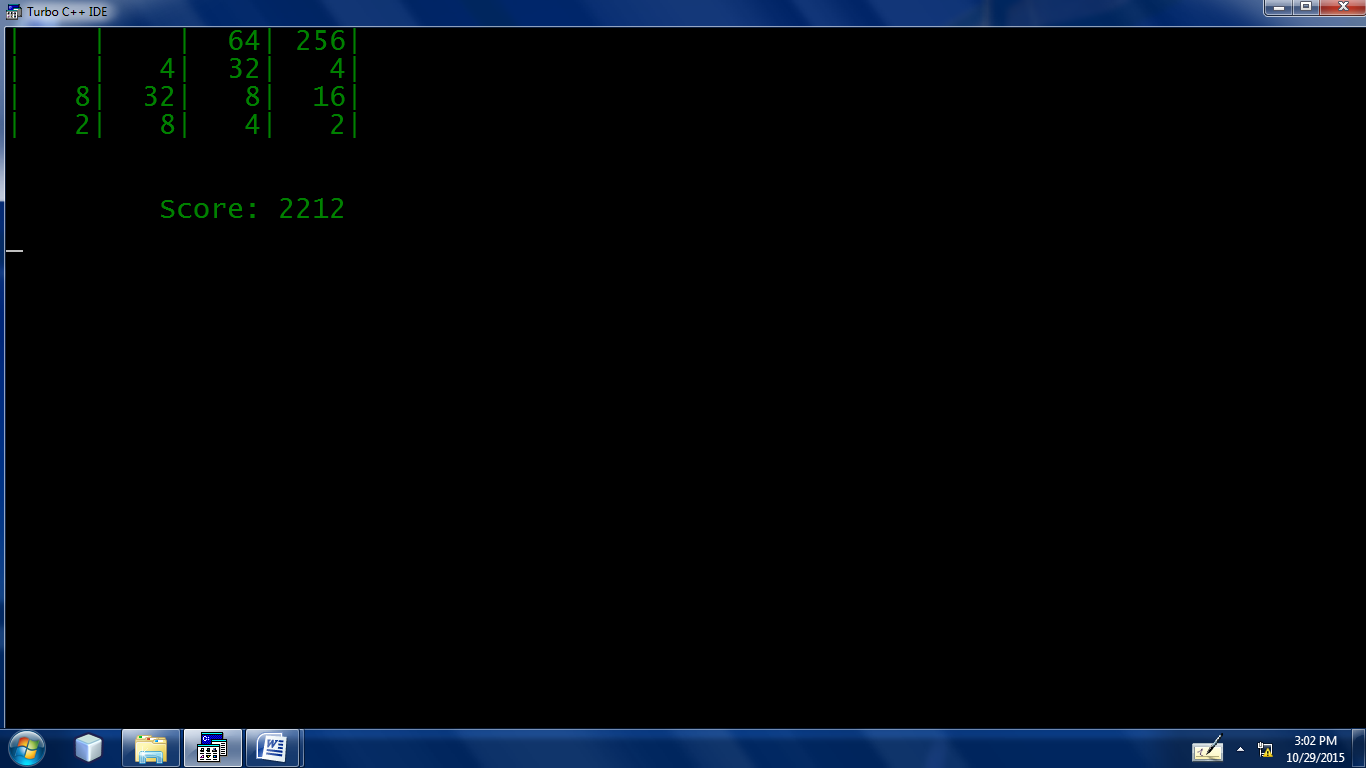 Turbo C++ IDE
|    |    |  64| 256|
|    |   4|  32|   4|
|   8|  32|   8|  16|
|   2|   8|   4|   2|
Score: 2212
3:02 PM
10/29/2015